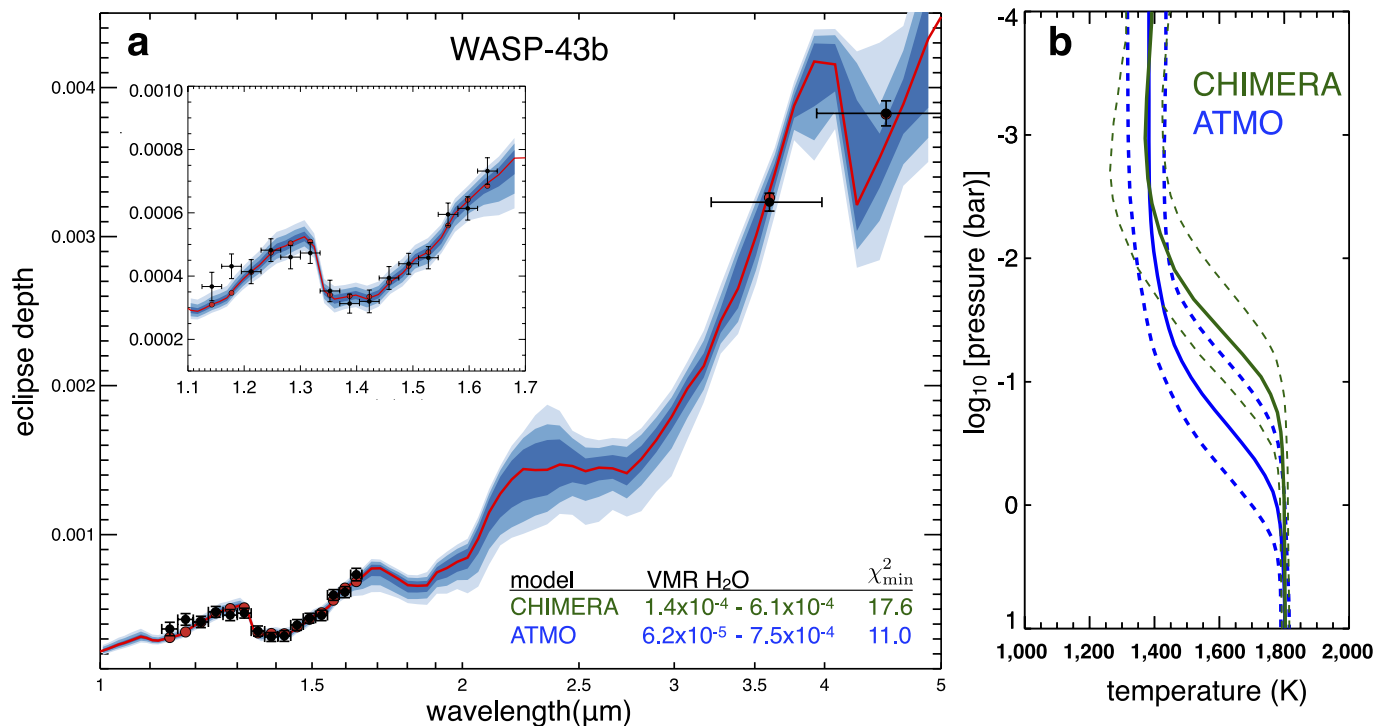 a
WASP-43b
eclipse depth
0.004
0.003
0.002
0.001
0.0010
0.0008
0.0006
0.0004
0.0002
1.1 1.2 1.3 1.4 1.5 1.6 1.7
model VMR H₂O χ²min
CHIMERA 1.4x10⁻⁴ - 6.1x10⁻⁴ 17.6
ATMO 6.2x10⁻⁵ - 7.5x10⁻⁴ 11.0
1 1.5 2 2.5 3 3.5 4 5
wavelength(μm)
b
CHIMERA
ATMO
log₁₀ [pressure (bar)]
-4
-3
-2
-1
0
1
1,000 1,200 1,400 1,600 1,800 2,000
temperature (K)